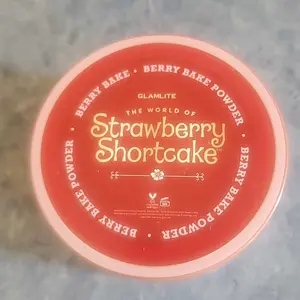 BERRY BAKE • BERRY BAKE POWDER • BERRY BAKE POWDER • BERRY BAKE POWDER •
GLAMLITE
THE WORLD OF
Strawberry
Shortcake